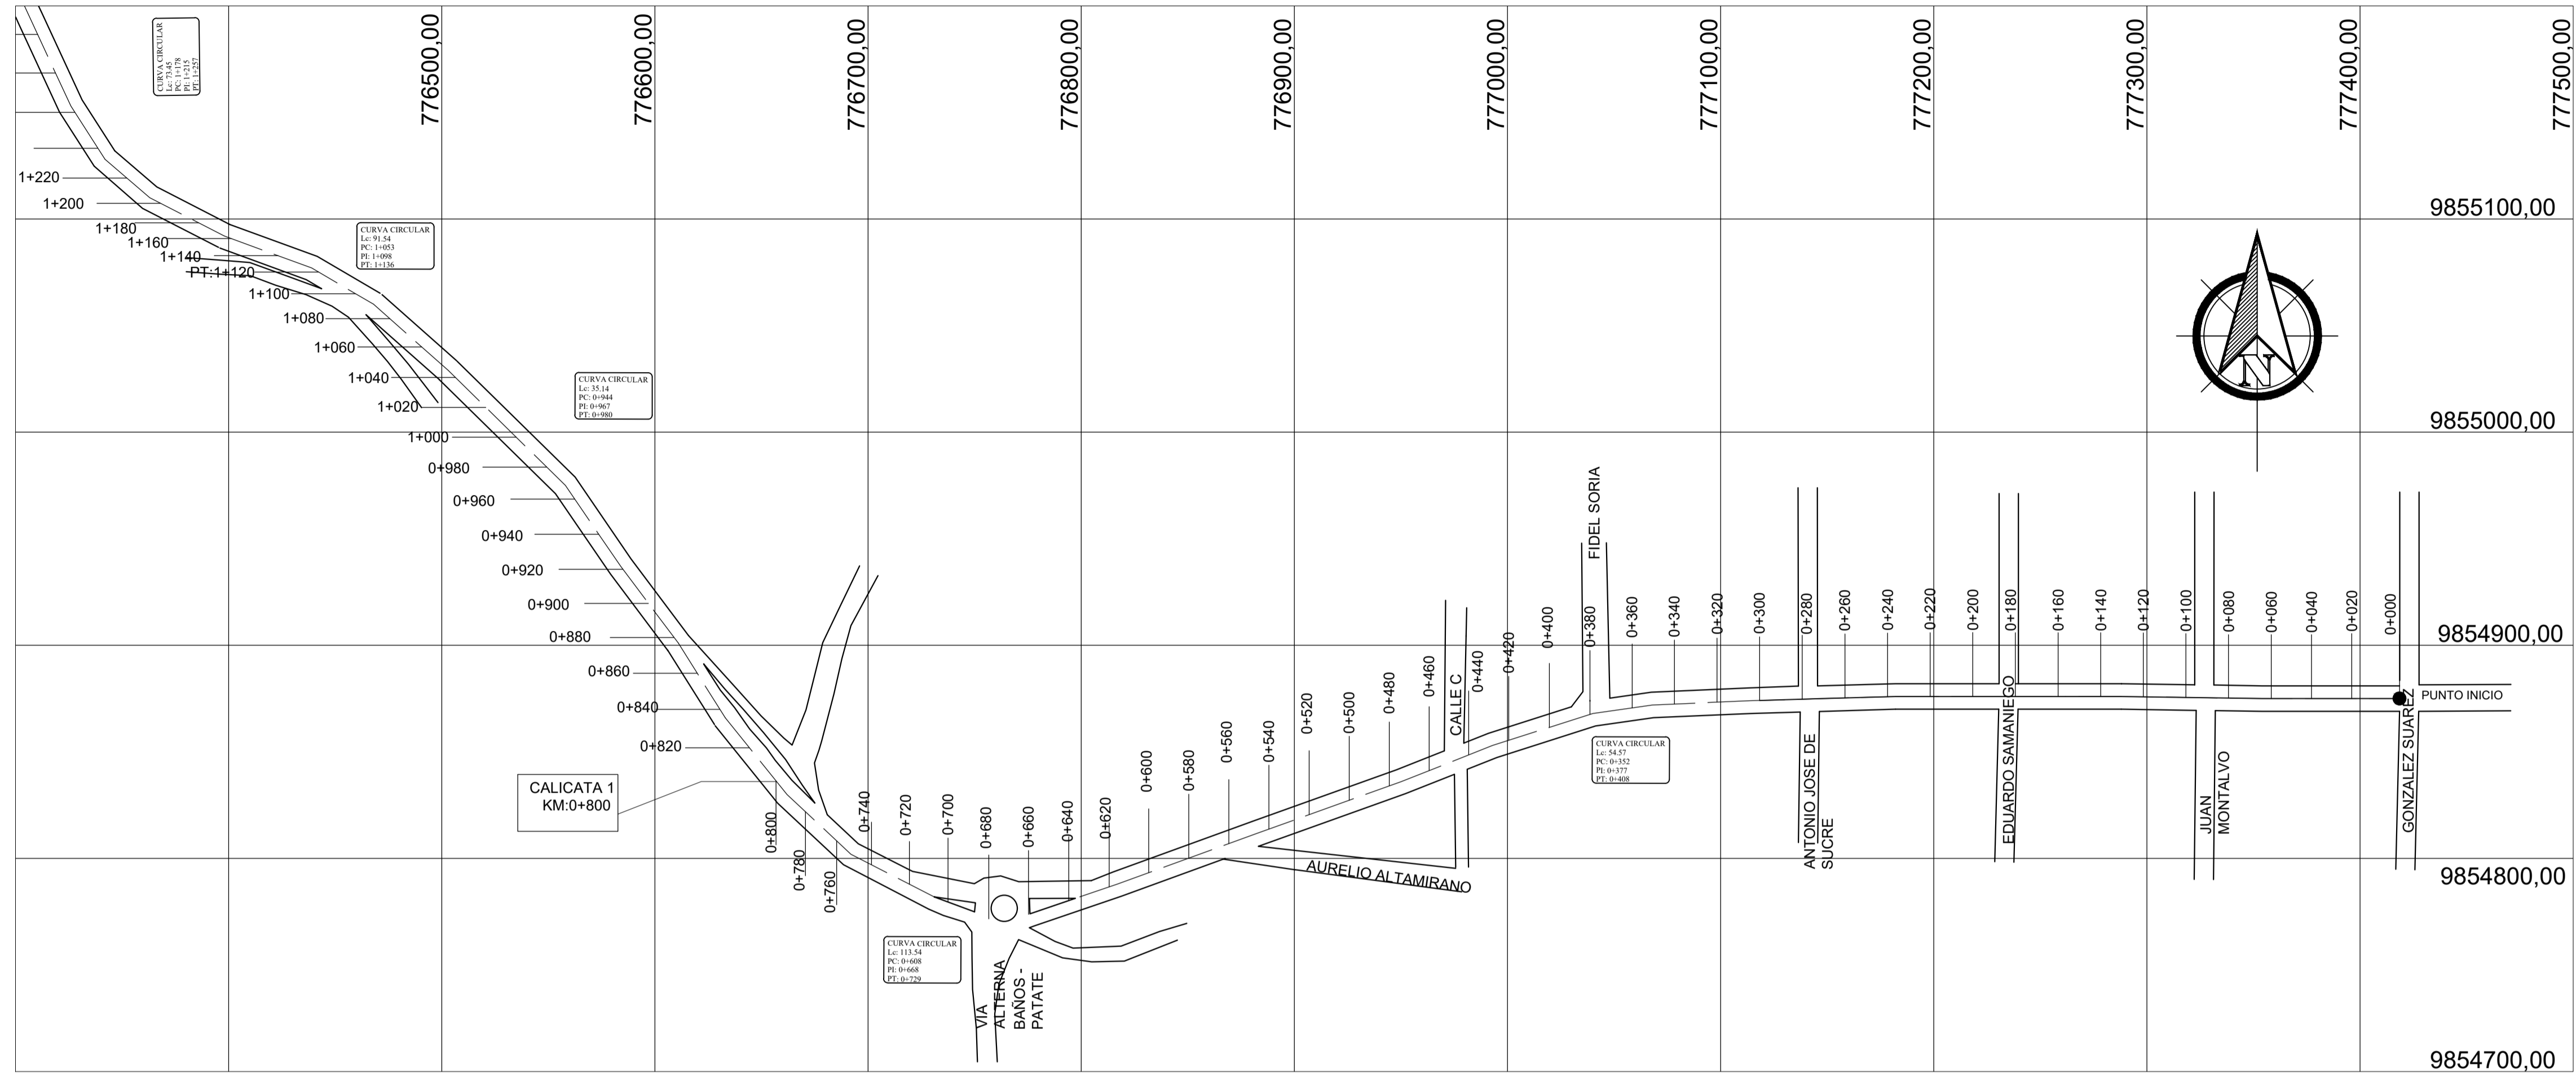 776500,00
776600,00
776700,00
776800,00
776900,00
777000,00
777100,00
777200,00
777300,00
777400,00
777500,00
CURVA CIRCULAR
Lc: 73.45
PC: 1+178
PI: 1+215
PT: 1+257
9855100,00
9855000,00
9854900,00
9854800,00
9854700,00
N
1+220
1+200
1+180
1+160
1+140
PT:1+120
1+100
1+080
1+060
1+040
1+020
1+000
0+980
0+960
0+940
0+920
0+900
0+880
0+860
0+840
0+820
CURVA CIRCULAR
Lc: 91.54
PC: 1+053
PI: 1+098
PT: 1+136
CURVA CIRCULAR
Lc: 35.14
PC: 0+944
PI: 0+967
PT: 0+980
CALICATA 1
KM:0+800
0+800
0+780
0+760
0+740
0+720
0+700
0+680
0+660
0+640
0+620
0+600
0+580
0+560
0+540
0+520
0+500
0+480
0+460
0+440
0+420
0+400
0+380
0+360
0+340
0+320
0+300
0+280
0+260
0+240
0+220
0+200
0+180
0+160
0+140
0+120
0+100
0+080
0+060
0+040
0+020
0+000
CURVA CIRCULAR
Lc: 113.54
PC: 0+608
PI: 0+668
PT: 0+729
VIA
ALTERNA
BAÑOS -
PATATE
AURELIO ALTAMIRANO
CALLE C
FIDEL SORIA
CURVA CIRCULAR
Lc: 54.57
PC: 0+352
PI: 0+377
PT: 0+408
ANTONIO JOSE DE
SUCRE
EDUARDO SAMANIEGO
JUAN
MONTALVO
GONZALEZ SUAREZ
PUNTO INICIO